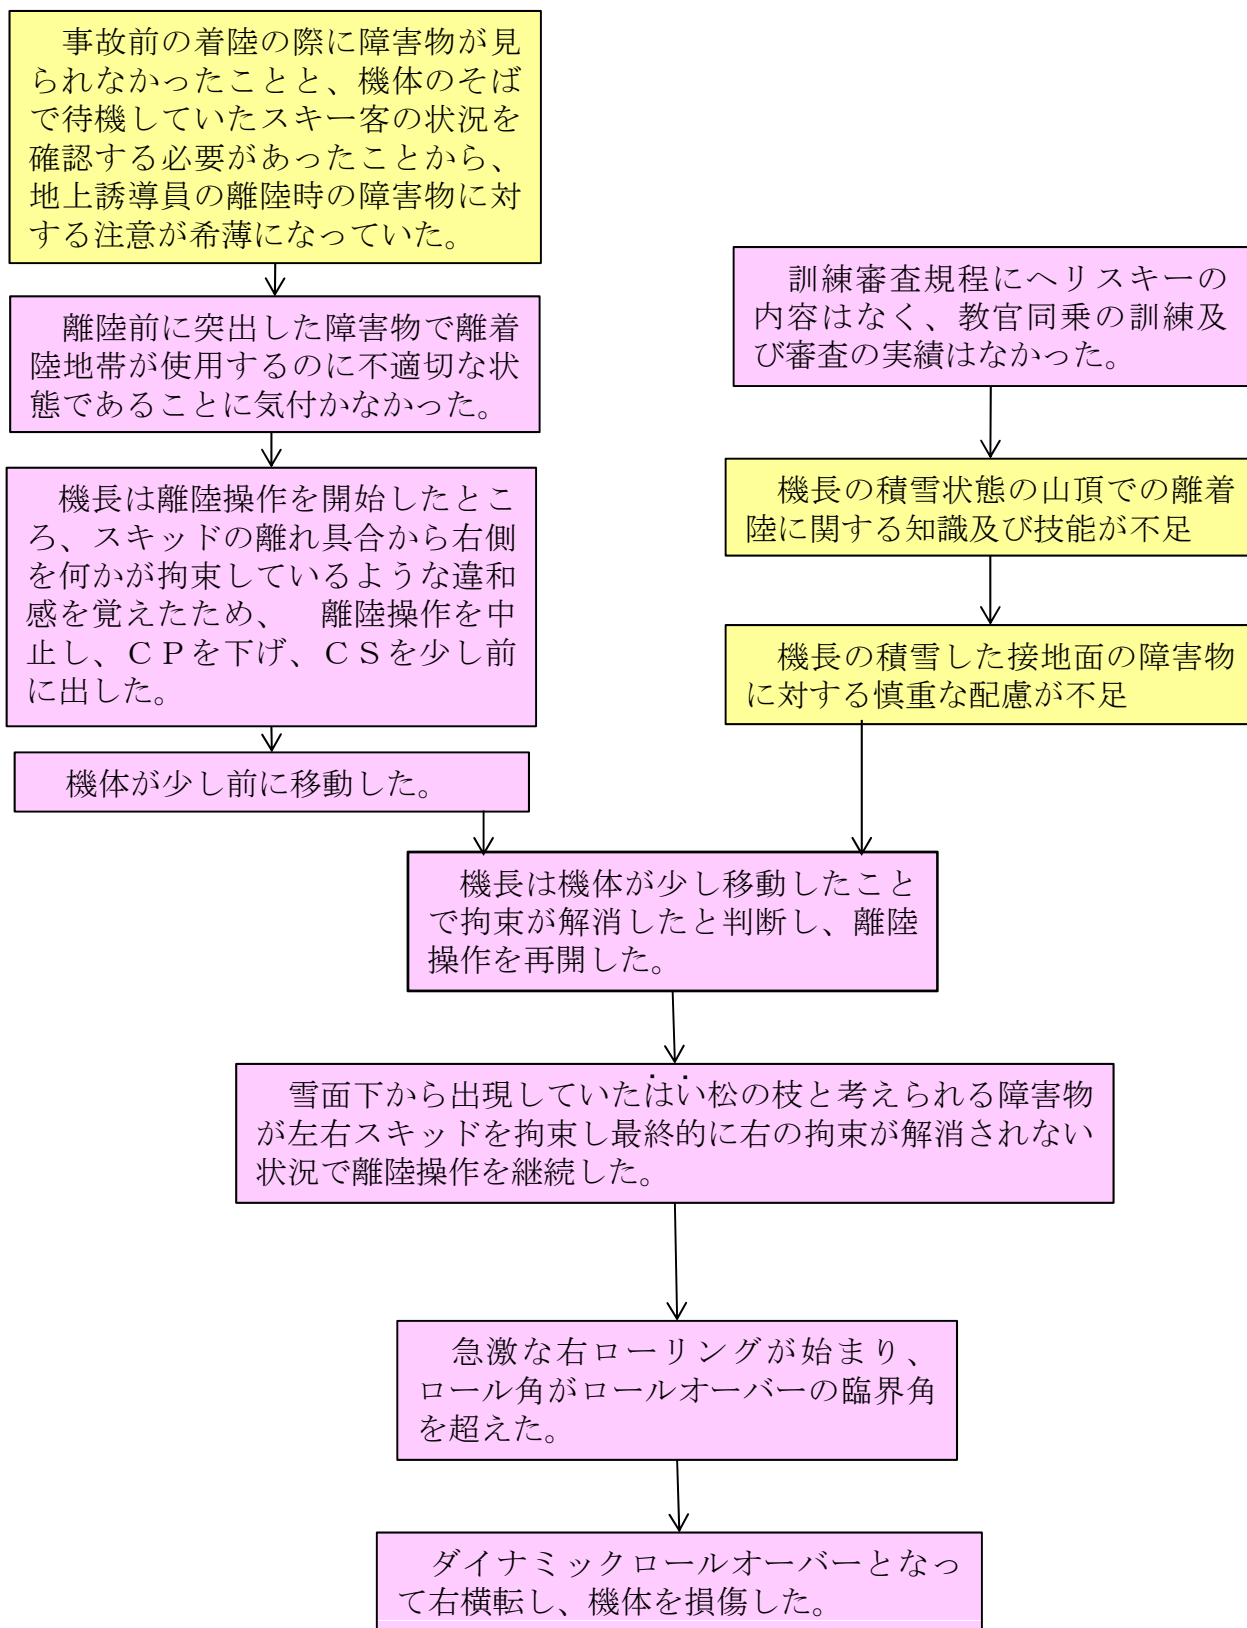 事故前の着陸の際に障害物が見
られなかったことと、機体のそば
で待機していたスキー客の状況を
確認する必要があったことから、
地上誘導員の離陸時の障害物に対
する注意が希薄になっていた。
離陸前に突出した障害物で離着
陸地帯が使用するのに不適切な状
態であることに気付かなかった。
機長は離陸操作を開始したとこ
ろ、スキッドの離れ具合から右側
を何かが拘束しているような違和
感を覚えたため、　離陸操作を中
止し、ＣＰを下げ、ＣＳを少し前
に出した。
機体が少し前に移動した。
訓練審査規程にヘリスキーの
内容はなく、教官同乗の訓練及
び審査の実績はなかった。
機長の積雪状態の山頂での離着
陸に関する知識及び技能が不足
機長の積雪した接地面の障害物
に対する慎重な配慮が不足
機長は機体が少し移動したこと
で拘束が解消したと判断し、離陸
操作を再開した。
雪面下から出現していたはい松の枝と考えられる障害物
が左右スキッドを拘束し最終的に右の拘束が解消されない
状況で離陸操作を継続した。
急激な右ローリングが始まり、
ロール角がロールオーバーの臨界角
を超えた。
ダイナミックロールオーバーとなっ
て右横転し、機体を損傷した。